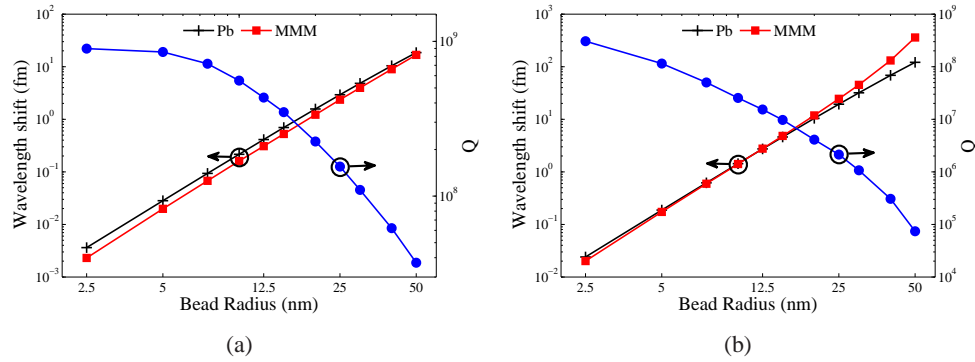 Pb MMM
Wavelength shift (fm)
10^2
10^1
10^0
10^-1
10^-2
10^-3
Q
10^9
10^8
2.5 5 12.5 25 50
Bead Radius (nm)
(a)
Pb MMM
Wavelength shift (fm)
10^3
10^2
10^1
10^0
10^-1
10^-2
Q
10^9
10^8
10^7
10^6
10^5
10^4
2.5 5 12.5 25 50
Bead Radius (nm)
(b)